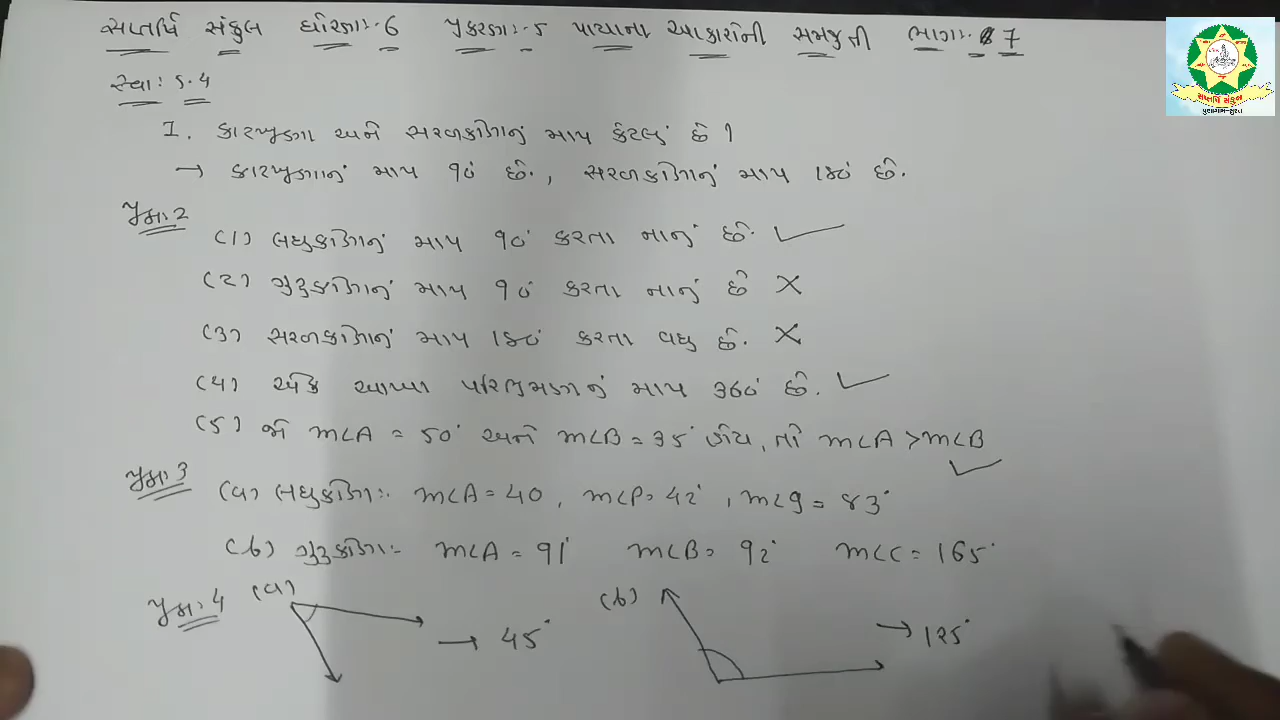 સપ્તર્ષિ સંકુલ ધોરણઃ-6 પ્રકરણઃ-5 પાયાના આકારોની સમજુતી ભાગઃ-7
સ્વાઃ 5.4
1. કાટખૂણા અને સરળકોણનું માપ કેટલું છે ?
→ કાટખૂણાનું માપ 90° છે., સરળકોણનું માપ 180° છે.
પ્રશ્નઃ2
(1) લઘુકોણનું માપ 90° કરતા નાનું છે. ✓
(2) ગુરુકોણનું માપ 90° કરતા નાનું છે ✗
(3) સરળકોણનું માપ 180° કરતા વધુ છે. ✗
(4) એક આખા પરિભ્રમણનું માપ 360° છે. ✓
(5) જો m∠A = 50° અને m∠B = 35° હોય, તો m∠A > m∠B ✓
પ્રશ્નઃ3
(a) લઘુકોણઃ- m∠A = 40, m∠P = 42°, m∠g = 83°
(b) ગુરુકોણઃ- m∠A = 91° m∠B = 92° m∠C = 165°
પ્રશ્નઃ4 (a) → 45° (b) → 125°
સપ્તર્ષિ સંકુલ